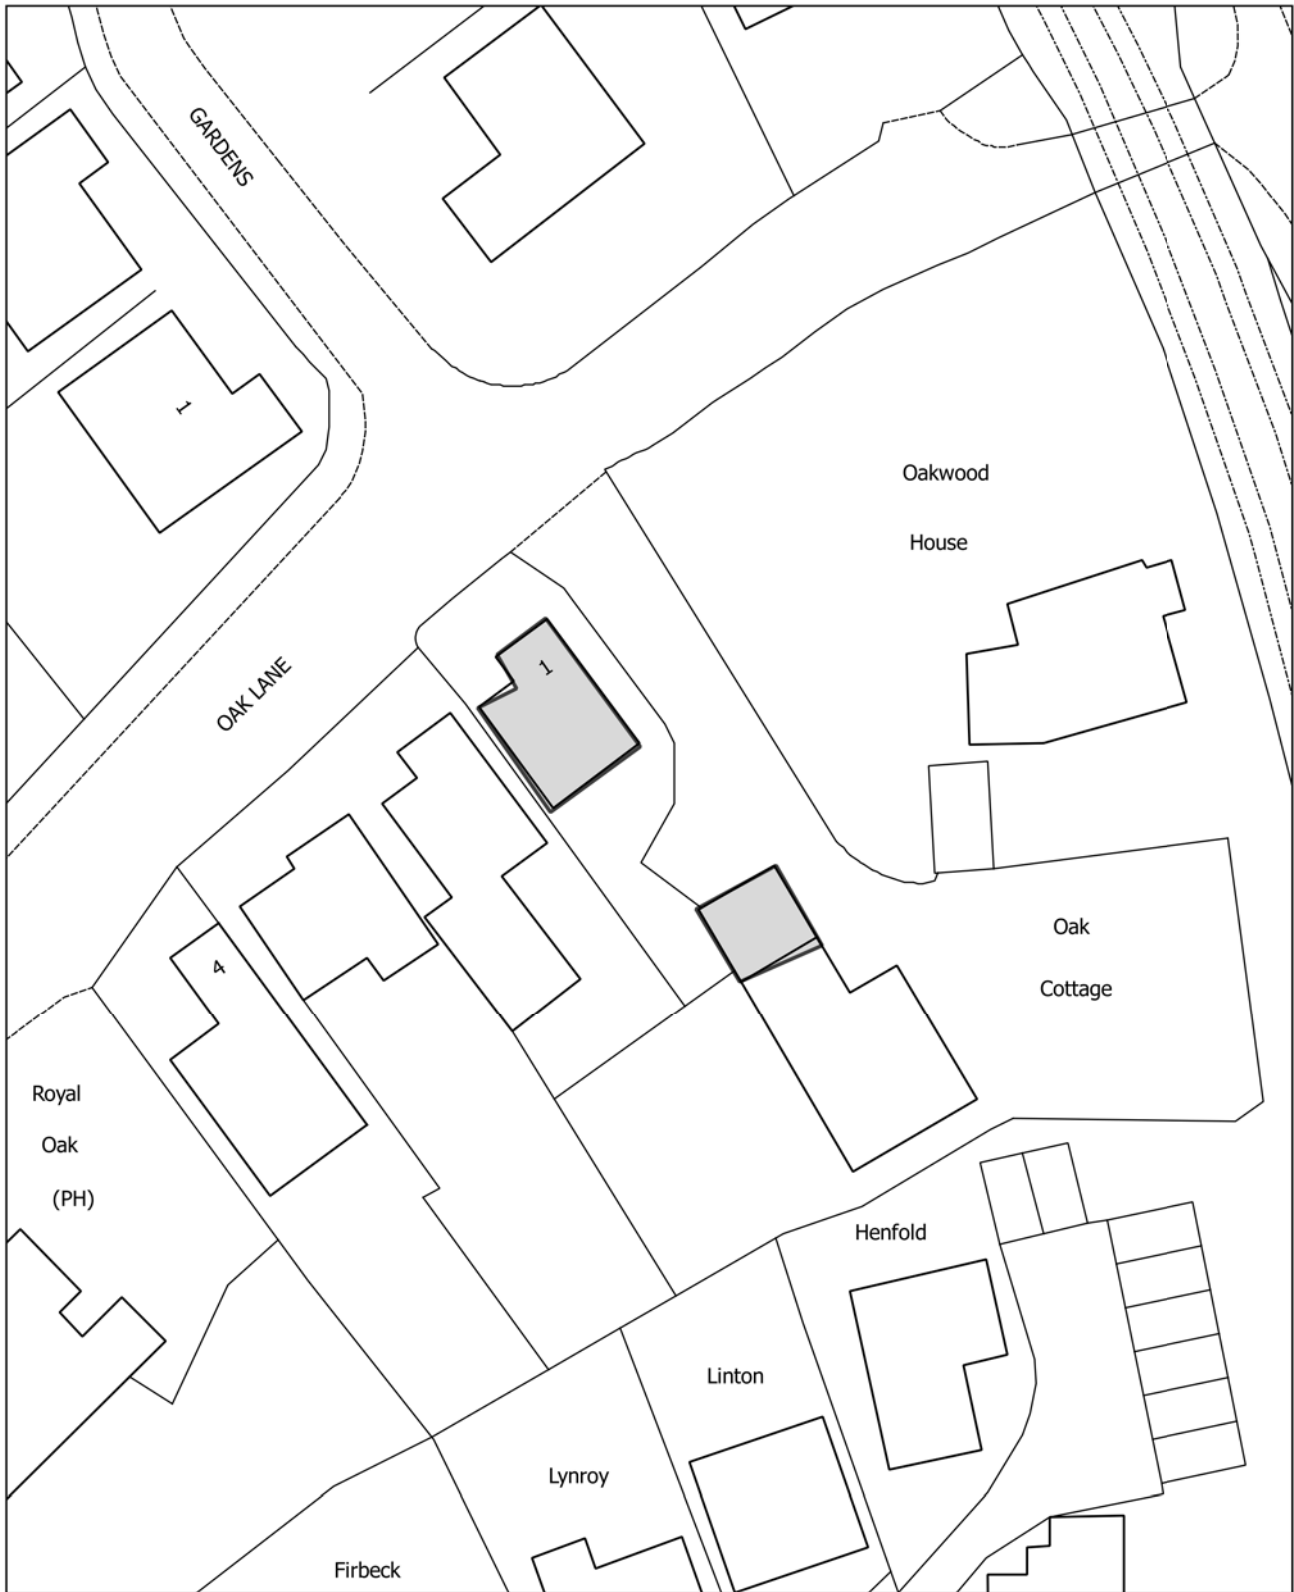 GARDENS
1
Oakwood
House
1
OAK LANE
Oak
Cottage
4
Royal
Oak
(PH)
Henfold
Linton
Lynroy
Firbeck